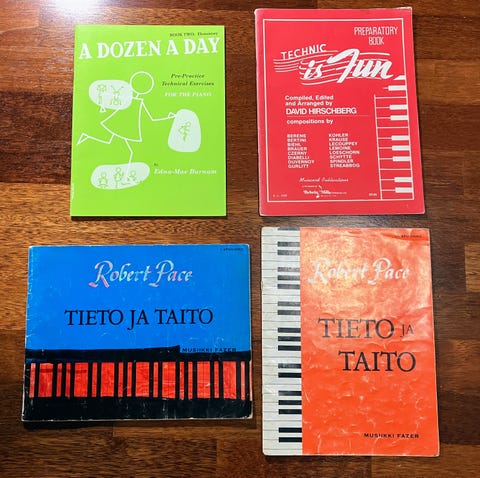 BOOK TWO: Elementary
A DOZEN A DAY
Pre-Practice
Technical Exercises
FOR THE PIANO
By
Edna-Mae Burnam
PREPARATORY
BOOK
TECHNIC
is Fun
Compiled, Edited
and Arranged by
DAVID HIRSCHBERG
compositions by
BERENS KOHLER
BERTINI KRAUSE
BIEHL LECOUPPEY
BRAUER LEMOINE
CZERNY LOESCHORN
DIABELLI SCHYTTE
DUVERNOY SPINDLER
GURLITT STREABBOG
Musicord Publications
Robert Pace
TIETO JA TAITO
MUSIIKKI FAZER
Robert Pace
TIETO JA
TAITO
MUSIIKKI FAZER